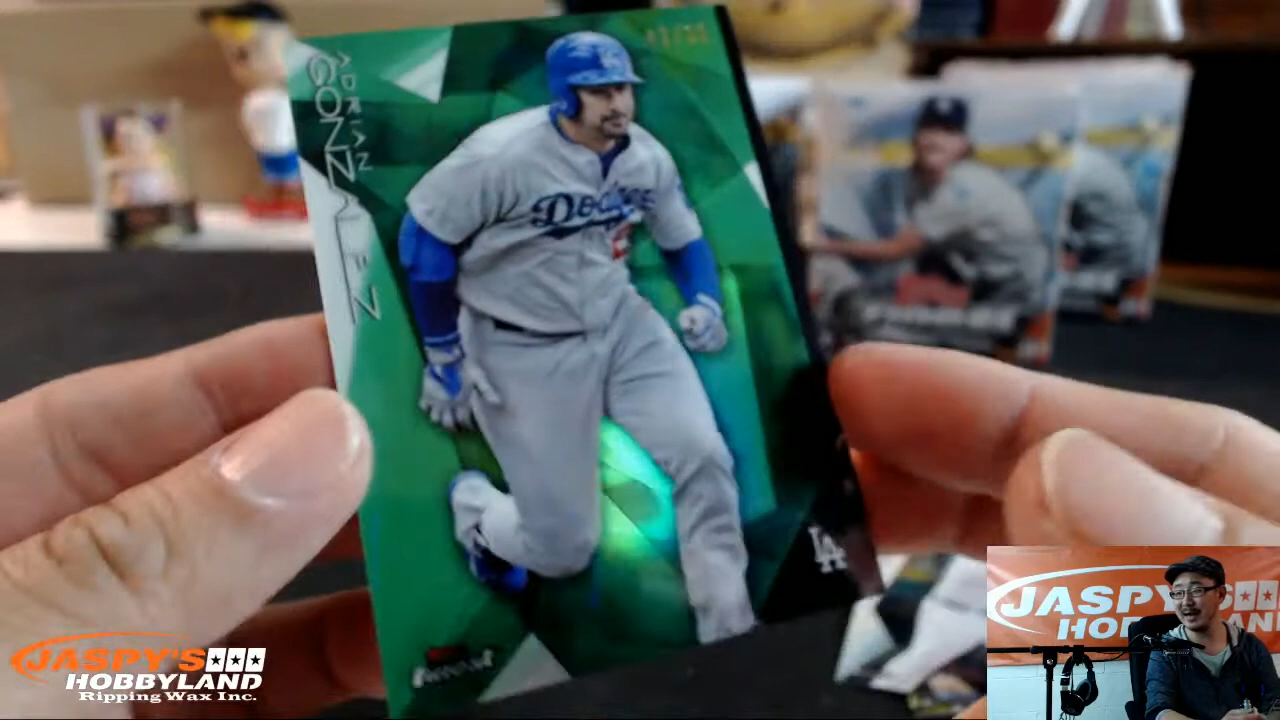 ADRIAN
GONZALEZ
Dodgers
LA
JASPY'S
HOBBYLAND
Ripping Wax Inc.
JASPY'S
HOBBYLAND